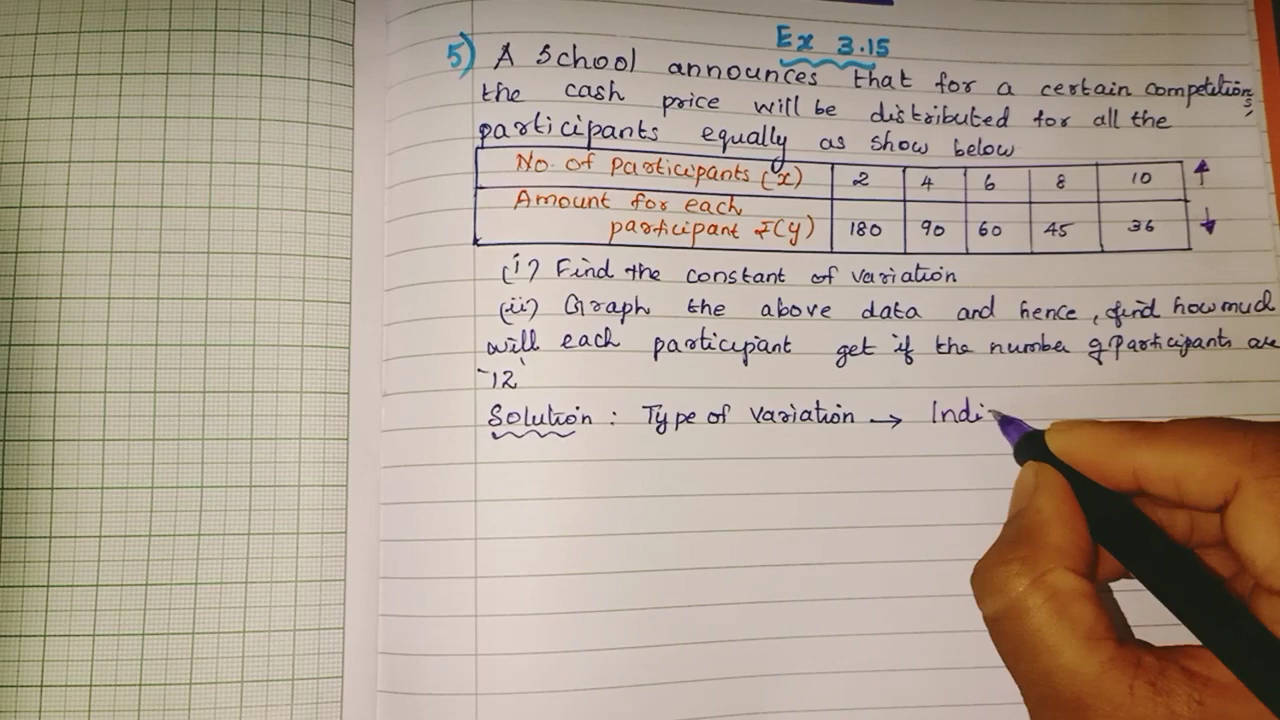 Ex 3.15
5) A School announces that for a certain competitions,
the cash price will be distributed for all the
participants equally as show below
No. of participants (x) 2 4 6 8 10
Amount for each
participant ₹(y) 180 90 60 45 36
(i) Find the constant of variation
(ii) Graph the above data and hence, find how much
will each participant get if the number of participants are
12
Solution : Type of variation → Indi